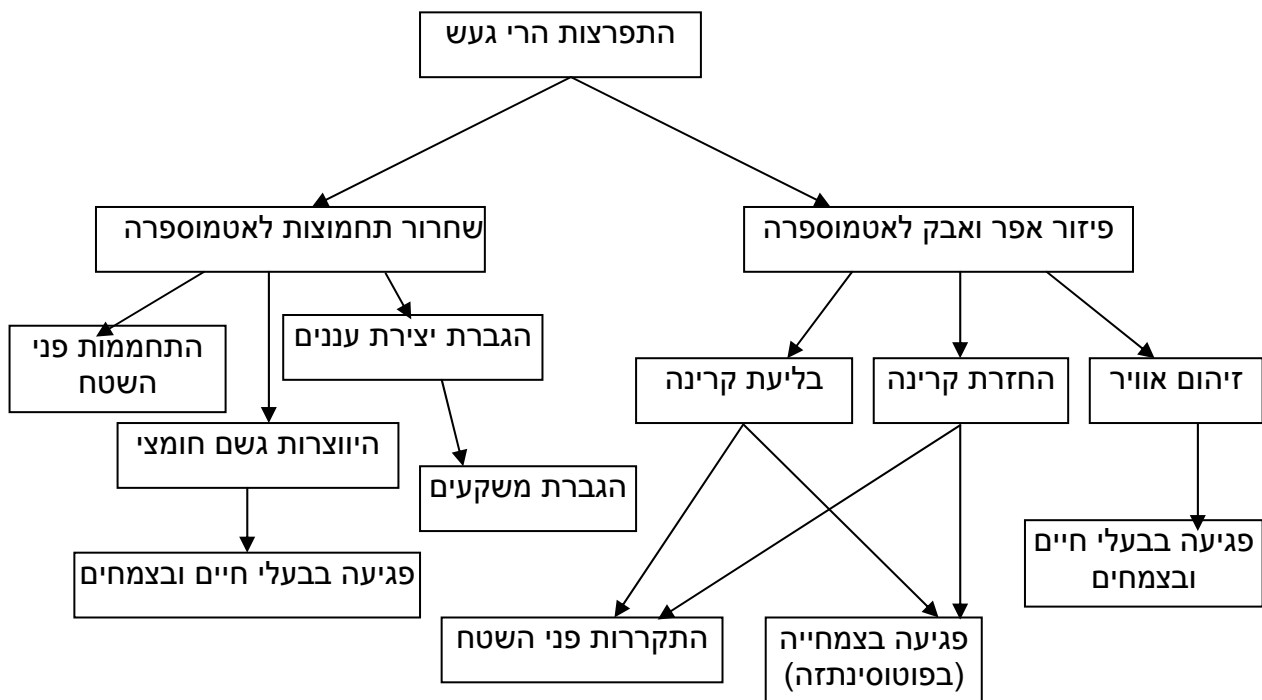 התפרצות הרי געש
פיזור אפר ואבק לאטמוספרה
שחרור תחמוצות לאטמוספרה
זיהום אוויר
החזרת קרינה
בליעת קרינה
הגברת יצירת עננים
התחממות פני
השטח
היווצרות גשם חומצי
הגברת משקעים
פגיעה בבעלי חיים
ובצמחים
פגיעה בבעלי חיים ובצמחים
פגיעה בצמחייה
(בפוטוסינתזה)
התקררות פני השטח